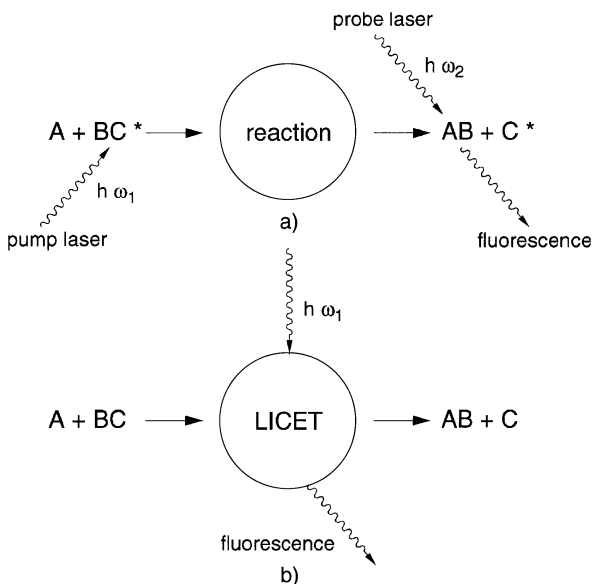 probe laser
h ω2
A + BC * reaction AB + C *
h ω1
pump laser
fluorescence
a)
h ω1
A + BC LICET AB + C
fluorescence
b)